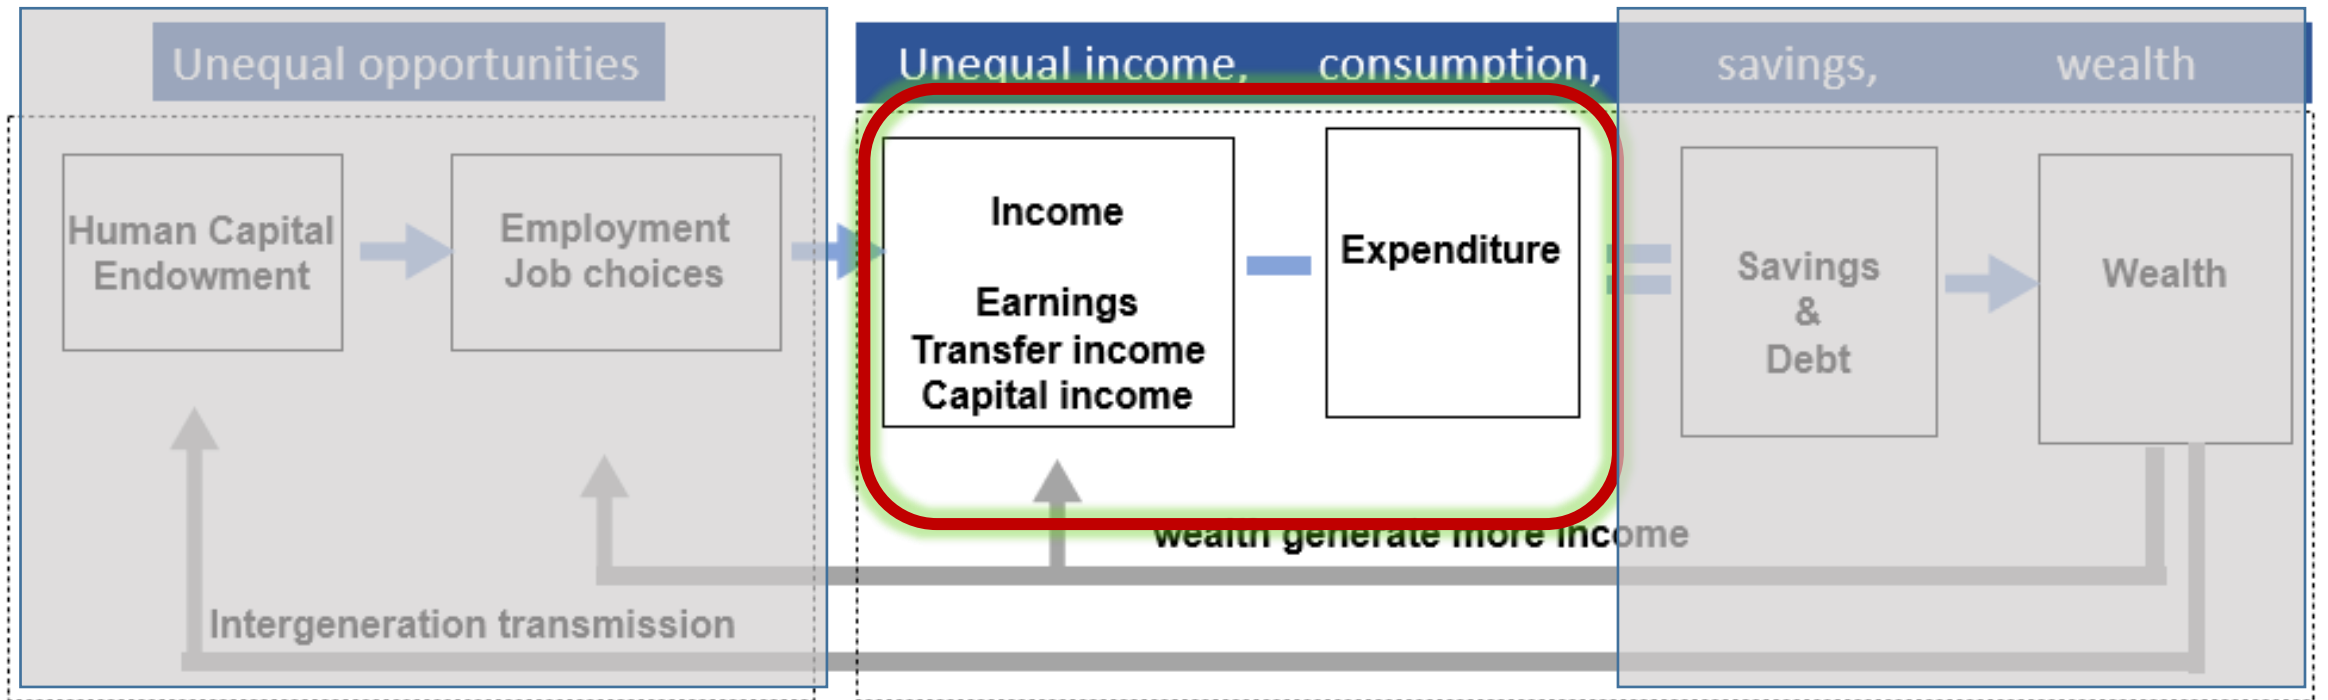 Unequal opportunities
Unequal income, consumption, savings, wealth
Human Capital
Endowment
Employment
Job choices
Income
Earnings
Transfer income
Capital income
Expenditure
Savings
&
Debt
Wealth
wealth generate more income
Intergeneration transmission